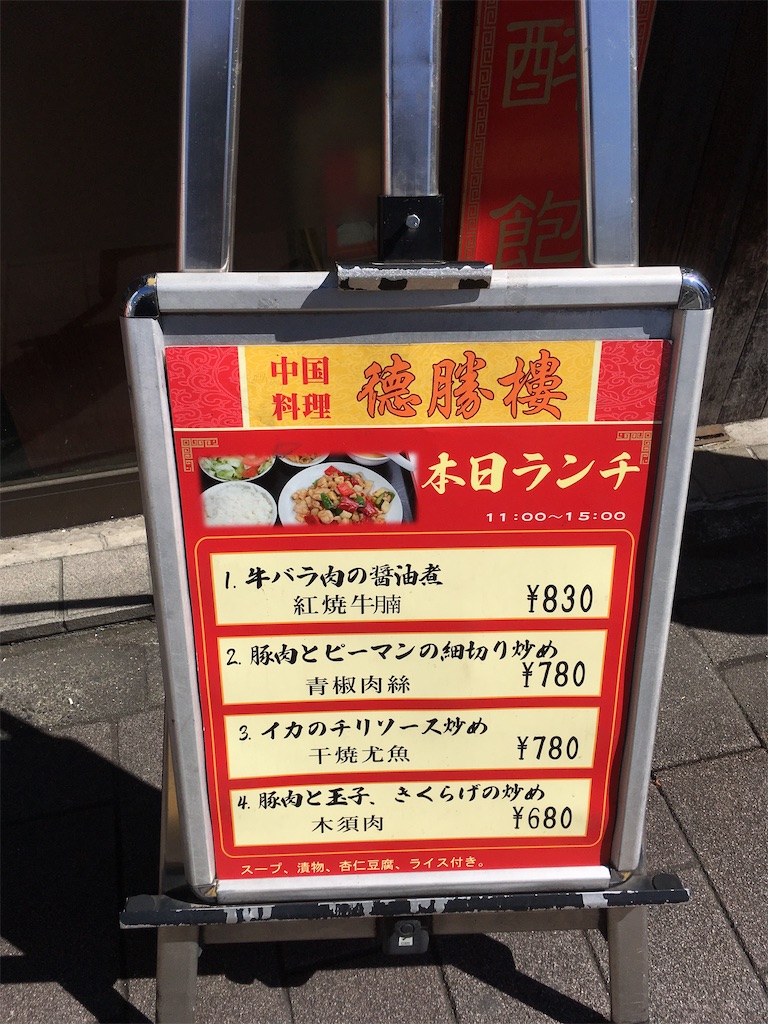 酔
飽
中国
料理
德勝樓
本日ランチ
11:00～15:00
1. 牛バラ肉の醤油煮
紅焼牛腩
¥830
2. 豚肉とピーマンの細切り炒め
青椒肉絲
¥780
3. イカのチリソース炒め
干焼尤魚
¥780
4. 豚肉と玉子、きくらげの炒め
木須肉
¥680
スープ、漬物、杏仁豆腐、ライス付き。